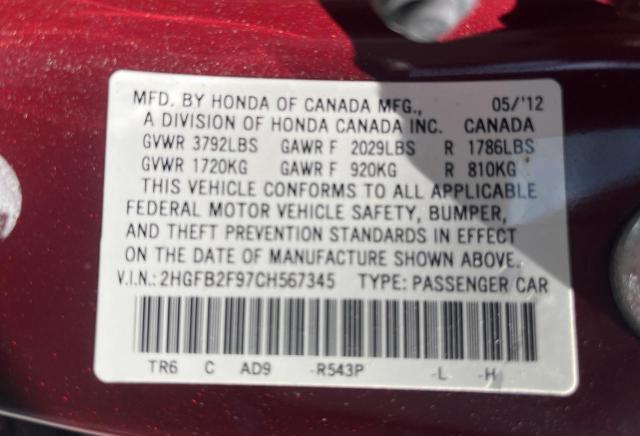 MFD. BY HONDA OF CANADA MFG., 05/'12
A DIVISION OF HONDA CANADA INC. CANADA
GVWR 3792LBS GAWR F 2029LBS R 1786LBS
GVWR 1720KG GAWR F 920KG R 810KG
THIS VEHICLE CONFORMS TO ALL APPLICABLE
FEDERAL MOTOR VEHICLE SAFETY, BUMPER,
AND THEFT PREVENTION STANDARDS IN EFFECT
ON THE DATE OF MANUFACTURE SHOWN ABOVE.
V.I.N.: 2HGFB2F97CH567345 TYPE: PASSENGER CAR
TR6 C AD9 -R543P -L -H